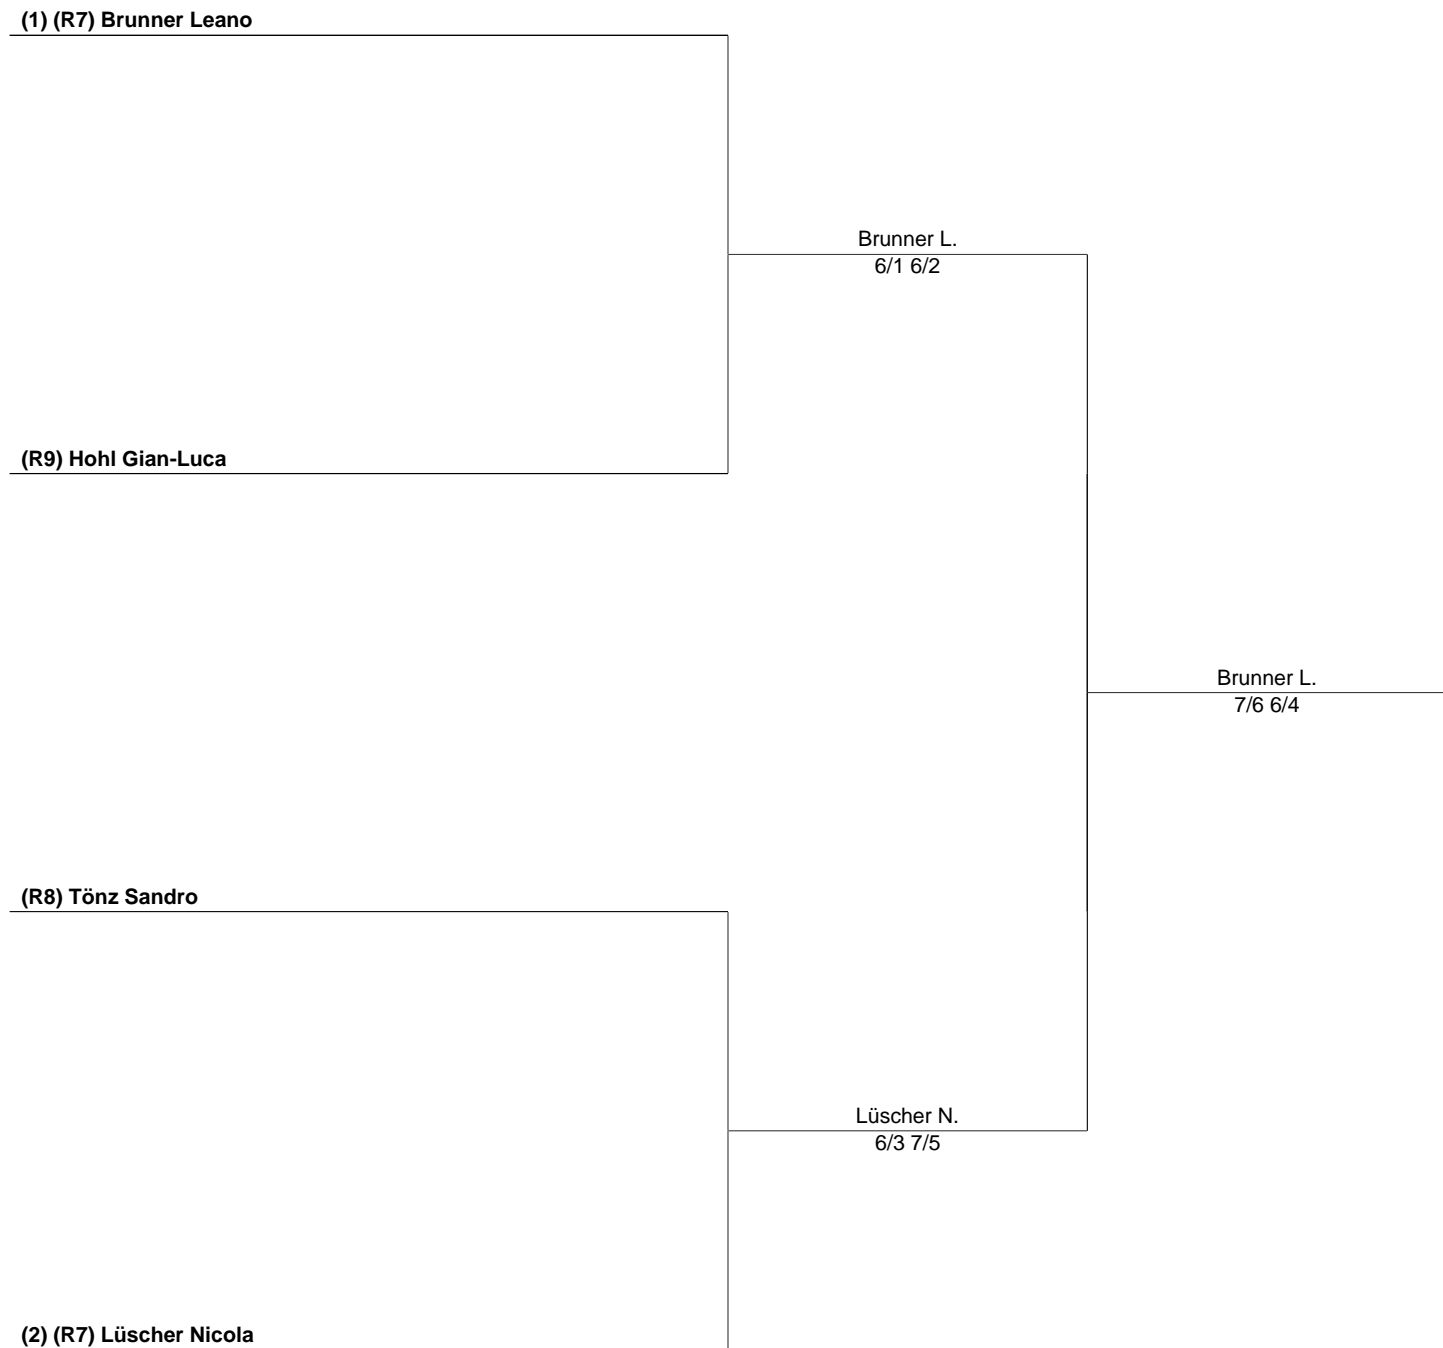 (1) (R7) Brunner Leano
Brunner L.
6/1 6/2
(R9) Hohl Gian-Luca
Brunner L.
7/6 6/4
(R8) Tönz Sandro
Lüscher N.
6/3 7/5
(2) (R7) Lüscher Nicola